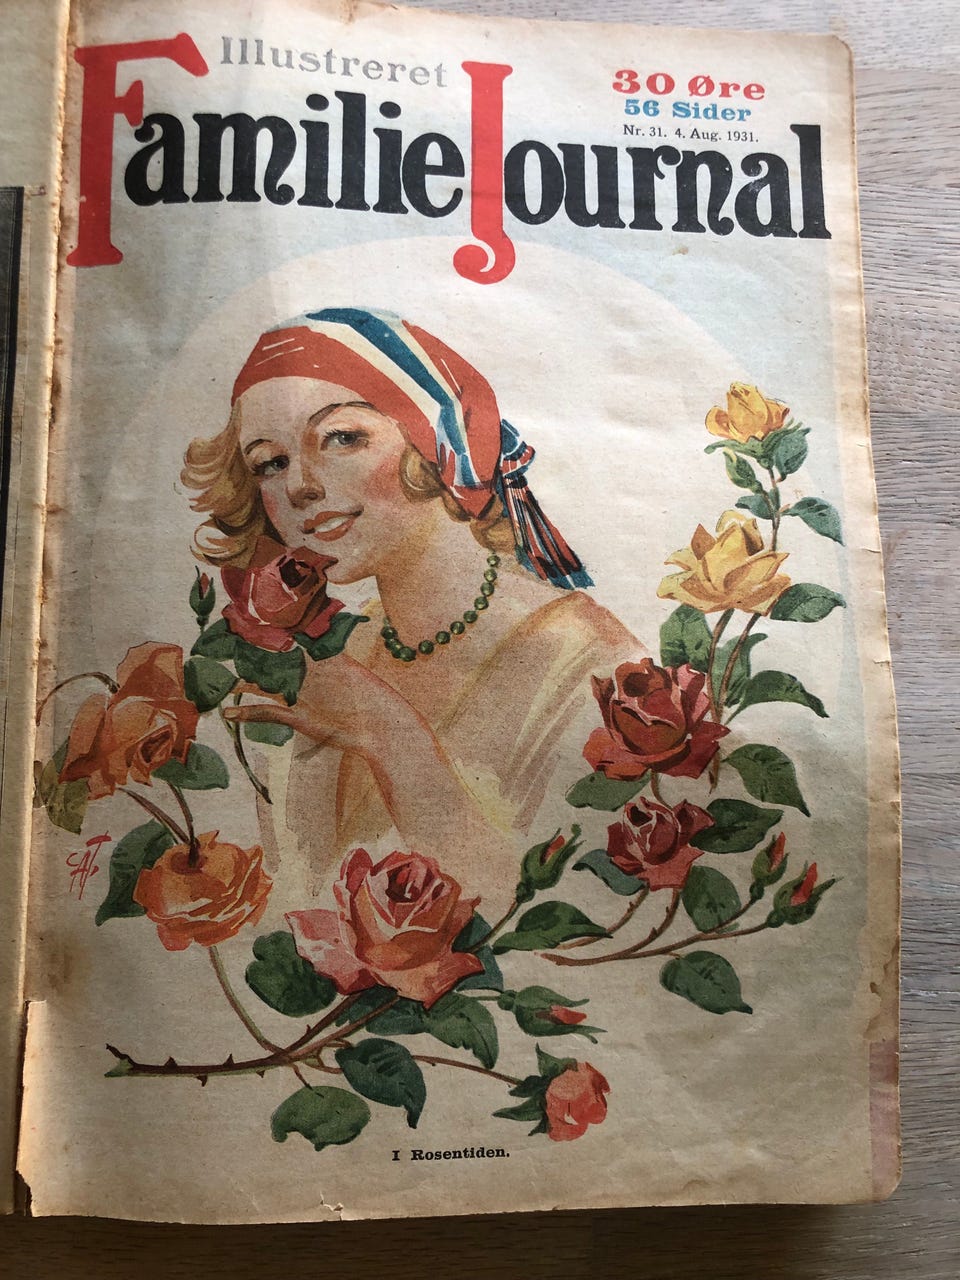 Illustreret
Familie Journal
30 Øre
56 Sider
Nr. 31. 4. Aug. 1931.
I Rosentiden.